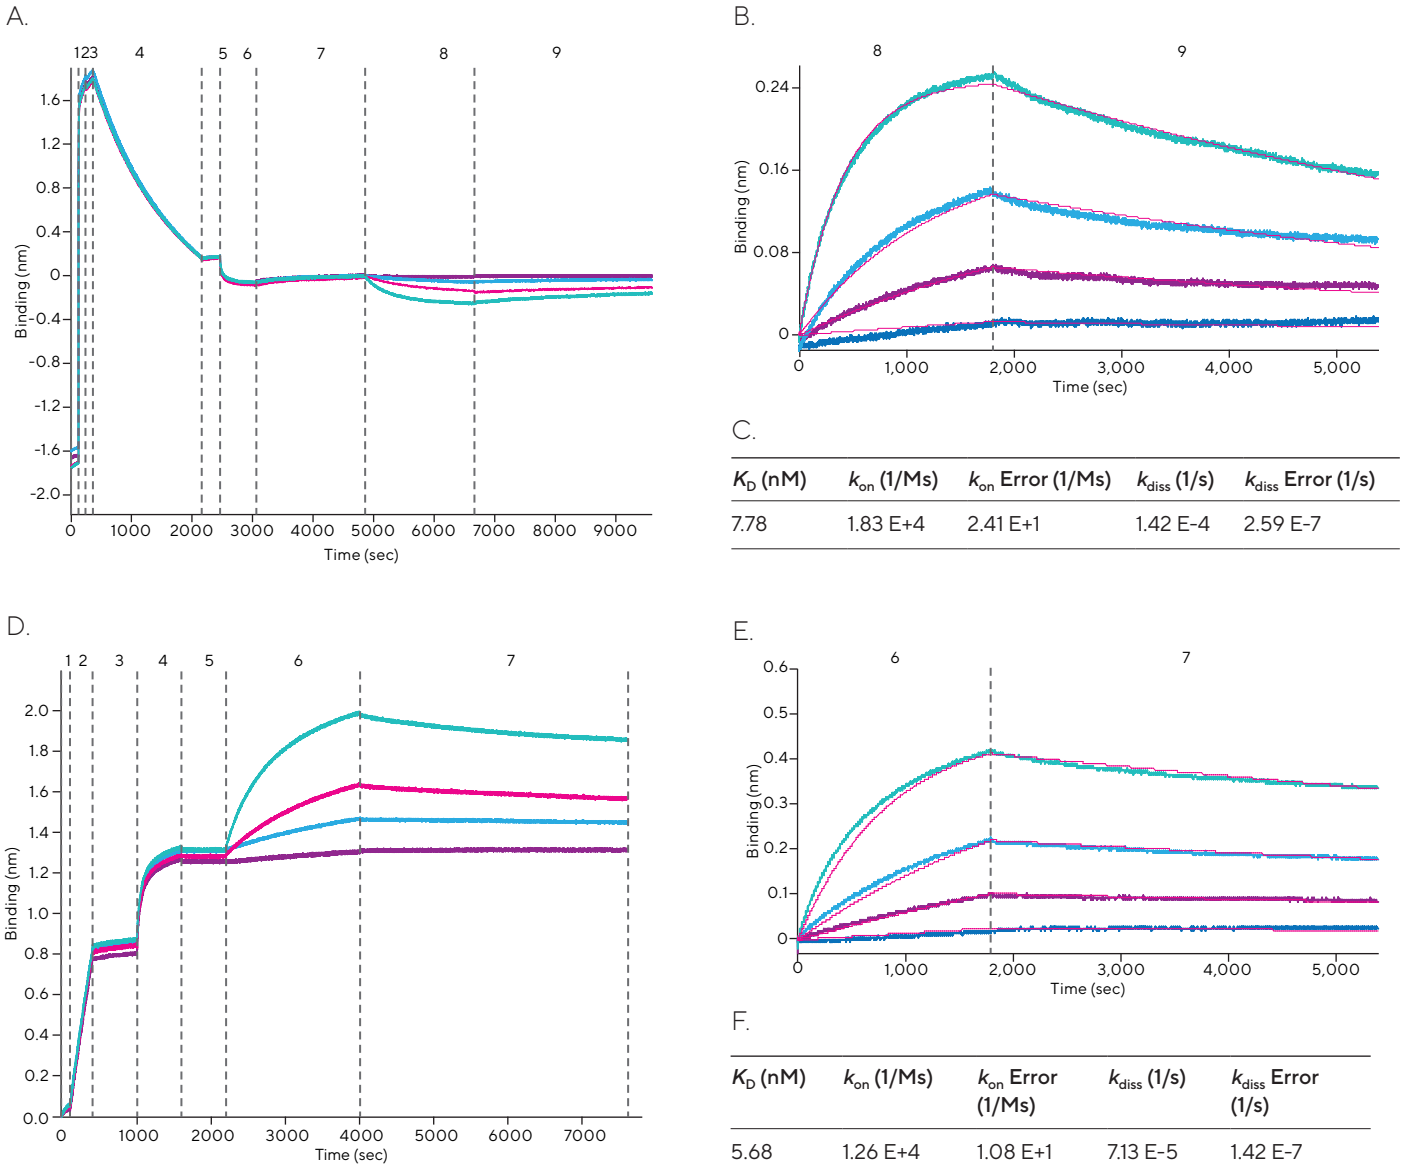 A.
1 2 3 4 5 6 7 8 9
1.6
1.2
0.8
0.4
0
-0.4
-0.8
-1.2
-1.6
-2.0
Binding (nm)
0 1000 2000 3000 4000 5000 6000 7000 8000 9000
Time (sec)
B.
8 9
0.24
0.16
0.08
0
Binding (nm)
0 1,000 2,000 3,000 4,000 5,000
Time (sec)
C.
KD (nM) kon (1/Ms) kon Error (1/Ms) kdiss (1/s) kdiss Error (1/s)
7.78 1.83 E+4 2.41 E+1 1.42 E-4 2.59 E-7
D.
1 2 3 4 5 6 7
2.0
1.8
1.6
1.4
1.2
1.0
0.8
0.6
0.4
0.2
0.0
Binding (nm)
0 1000 2000 3000 4000 5000 6000 7000
Time (sec)
E.
6 7
0.6
0.5
0.4
0.3
0.2
0.1
0
Binding (nm)
0 1,000 2,000 3,000 4,000 5,000
Time (sec)
F.
KD (nM) kon (1/Ms) kon Error kdiss (1/s) kdiss Error
(1/Ms) (1/s)
5.68 1.26 E+4 1.08 E+1 7.13 E-5 1.42 E-7